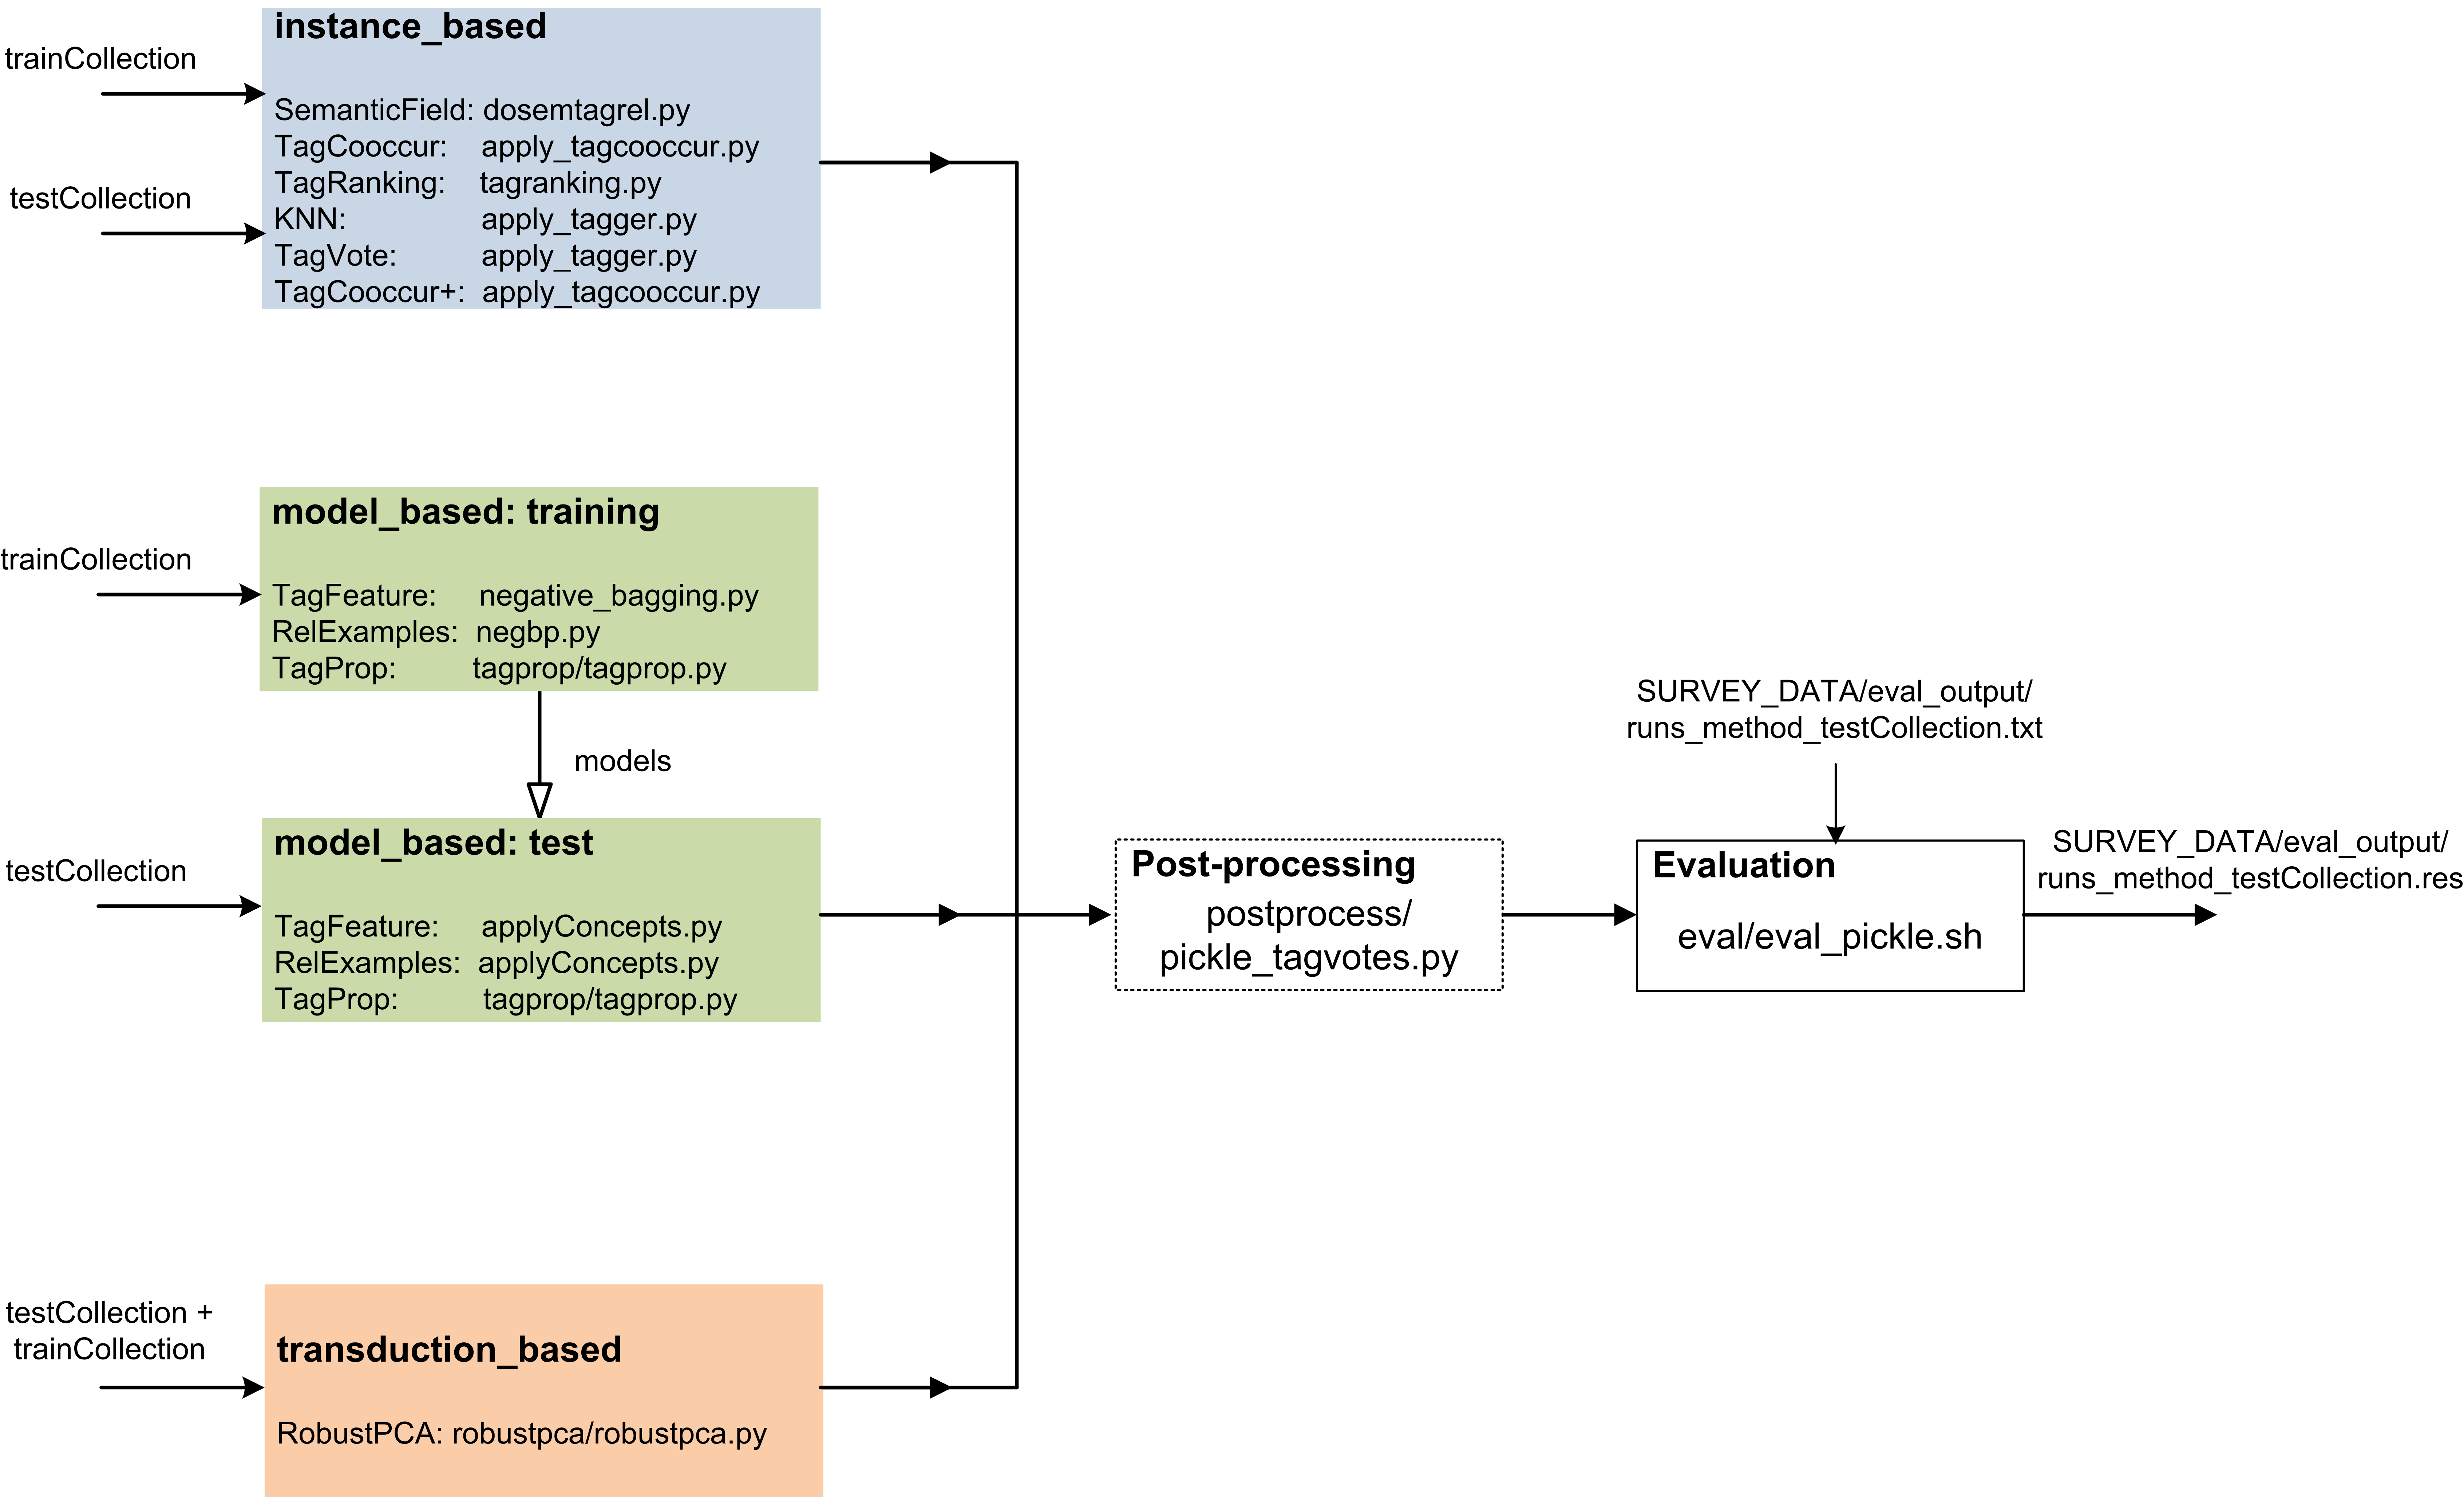 instance_based
trainCollection
testCollection
SemanticField: dosemtagrel.py
TagCooccur: apply_tagcooccur.py
TagRanking: tagranking.py
KNN: apply_tagger.py
TagVote: apply_tagger.py
TagCooccur+: apply_tagcooccur.py
model_based: training
trainCollection
TagFeature: negative_bagging.py
RelExamples: negbp.py
TagProp: tagprop/tagprop.py
models
model_based: test
testCollection
TagFeature: applyConcepts.py
RelExamples: applyConcepts.py
TagProp: tagprop/tagprop.py
testCollection +
trainCollection
transduction_based
RobustPCA: robustpca/robustpca.py
Post-processing
postprocess/
pickle_tagvotes.py
SURVEY_DATA/eval_output/
runs_method_testCollection.txt
Evaluation
eval/eval_pickle.sh
SURVEY_DATA/eval_output/
runs_method_testCollection.res